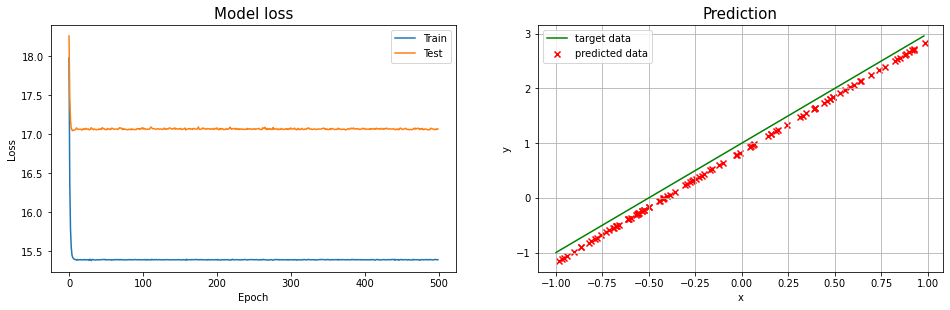 Model loss
Train
Test
18.0
17.5
17.0
16.5
16.0
15.5
Loss
0
100
200
300
400
500
Epoch
Prediction
target data
predicted data
3
2
1
0
−1
y
−1.00
−0.75
−0.50
−0.25
0.00
0.25
0.50
0.75
1.00
x